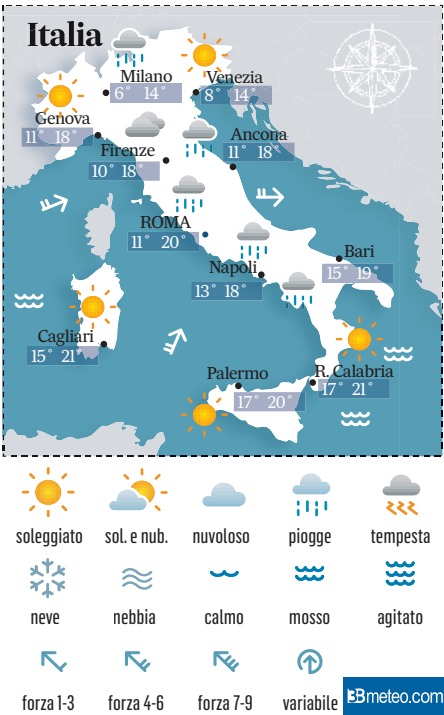 Italia
Milano
6° 14°
Venezia
8° 14°
Genova
11° 18°
Firenze
10° 18°
Ancona
11° 18°
ROMA
11° 20°
Napoli
13° 18°
Bari
15° 19°
Cagliari
15° 21°
Palermo
17° 20°
R. Calabria
17° 21°
soleggiato sol. e nub. nuvoloso piogge tempesta
neve nebbia calmo mosso agitato
forza 1-3 forza 4-6 forza 7-9 variabile
3Bmeteo.com